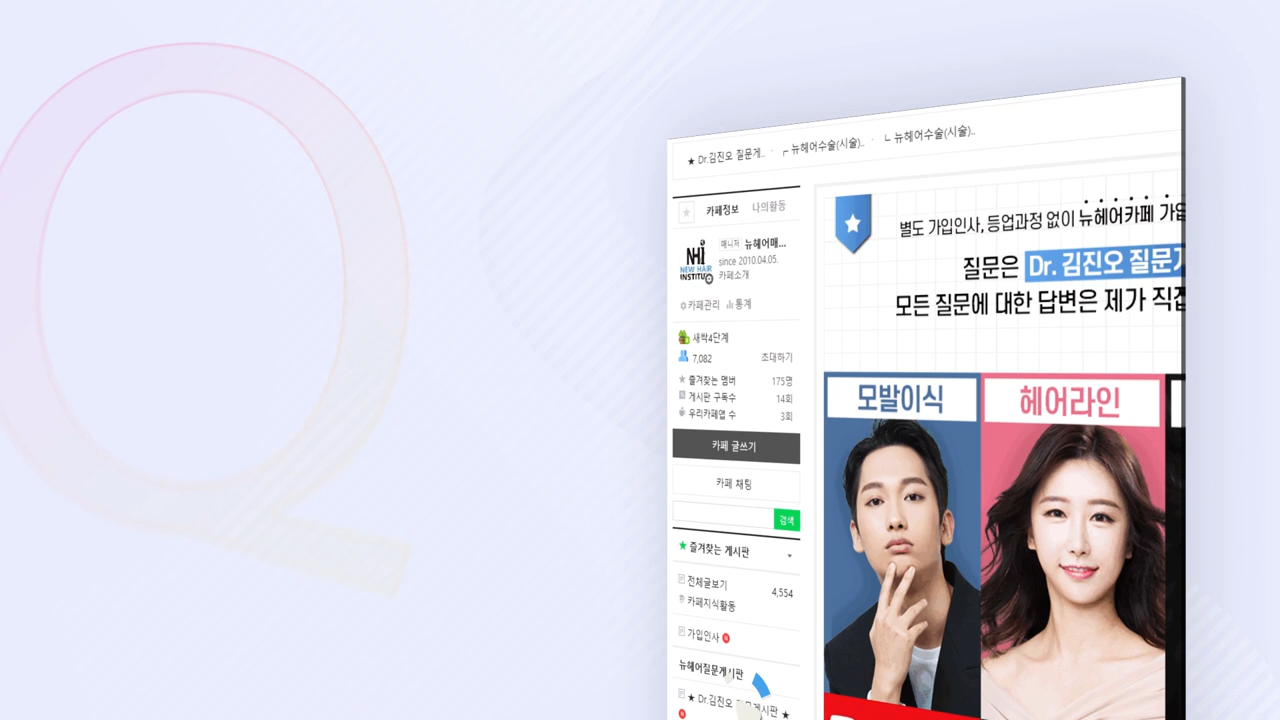 Q
★ Dr.김진오 질문게..
┌ 뉴헤어수술(시술)..
ㄴ 뉴헤어수술(시술)..
카페정보 나의활동
NHI
NEW HAIR
INSTITU
매니저 뉴헤어매...
since 2010.04.05.
카페소개
카페관리 통계
새싹4단계
7,082 초대하기
즐겨찾는 멤버 175명
게시판 구독수 14회
우리카페앱 수 3회
카페 글쓰기
카페 채팅
검색
★ 즐겨찾는 게시판
전체글보기 4,554
카페지식활동
가입인사 N
뉴헤어질문게시판
★ Dr.김진오 게시판 ★
N
별도 가입인사, 등업과정 없이 뉴헤어카페 가입
질문은 Dr. 김진오 질문
모든 질문에 대한 답변은 제가 직접
모발이식
헤어라인